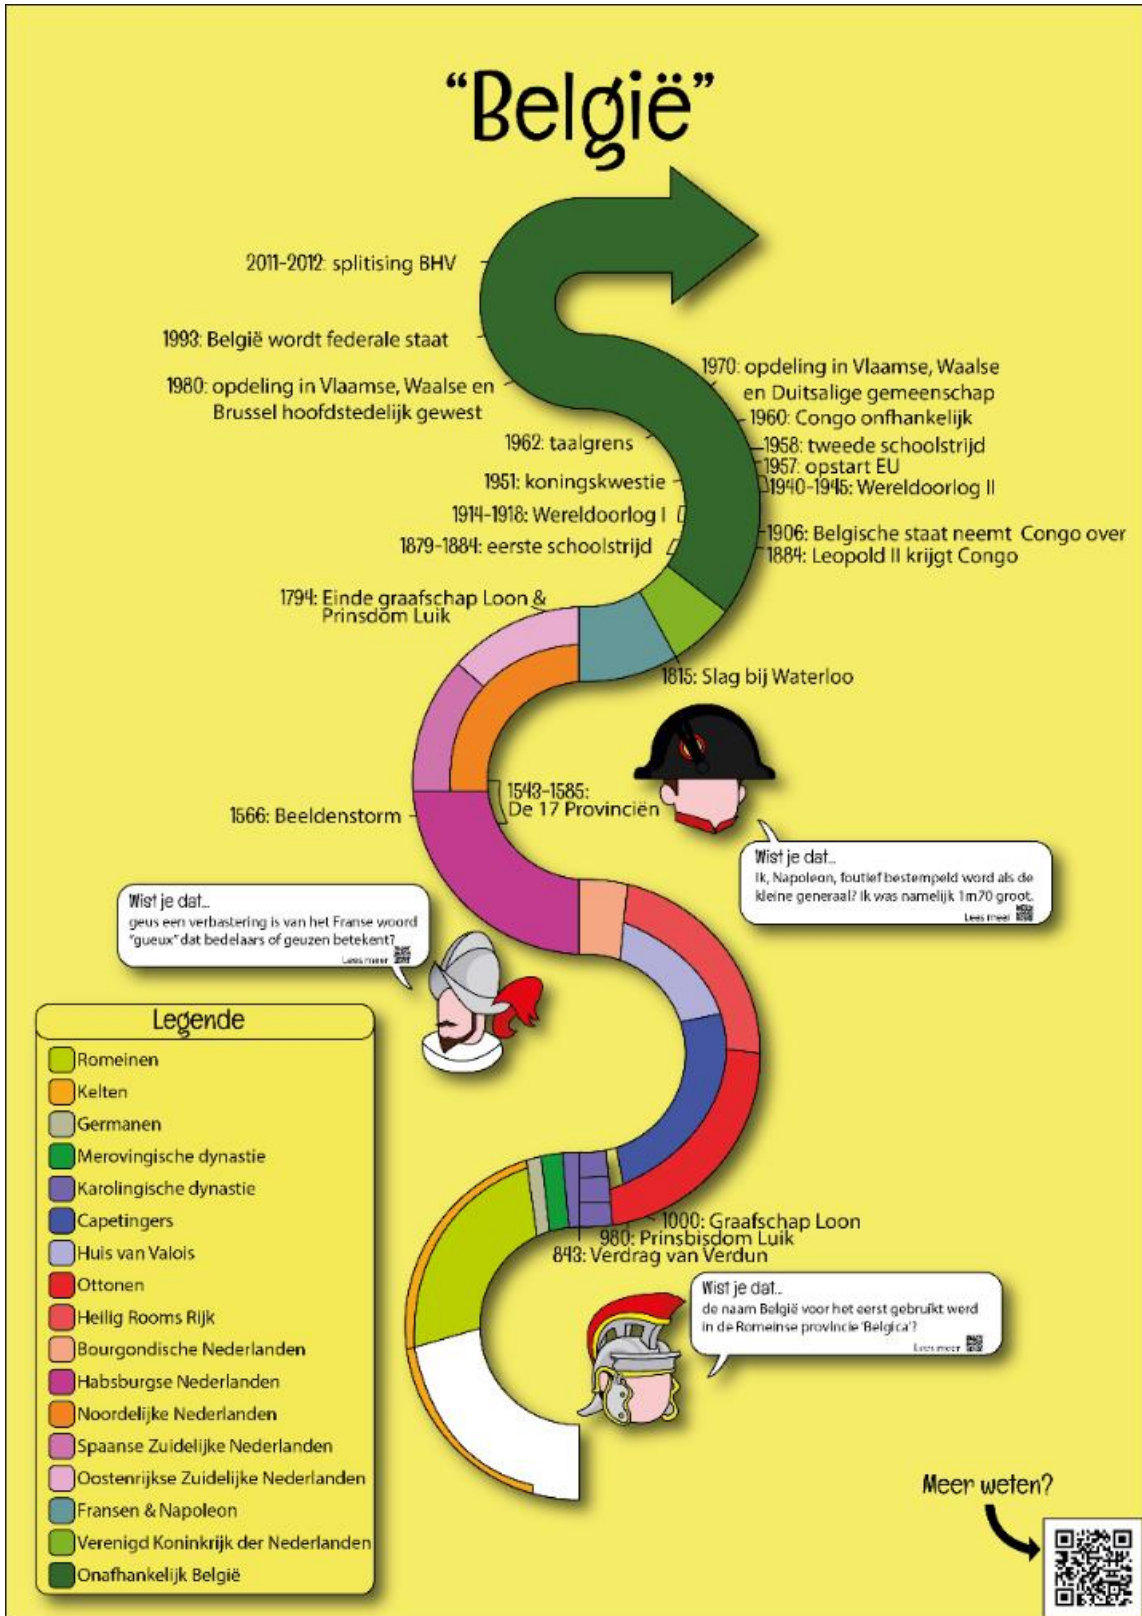 “België”
2011-2012: splitising BHV
1993: België wordt federale staat
1980: opdeling in Vlaamse, Waalse en
Brussel hoofdstedelijk gewest
1970: opdeling in Vlaamse, Waalse
en Duitsalige gemeenschap
1960: Congo onfhankelijk
1962: taalgrens
1958: tweede schoolstrijd
1957: opstart EU
1951: koningskwestie
1940-1945: Wereldoorlog II
1914-1918: Wereldoorlog I
1906: Belgische staat neemt Congo over
1879-1884: eerste schoolstrijd
1884: Leopold II krijgt Congo
1794: Einde graafschap Loon &
Prinsdom Luik
1815: Slag bij Waterloo
1543-1585:
De 17 Provinciën
1566: Beeldenstorm
Wist je dat...
Ik, Napoleon, foutief bestempeld word als de
kleine generaal? Ik was namelijk 1m70 groot.
Lees meer
Wist je dat...
geus een verbastering is van het Franse woord
"gueux" dat bedelaars of geuzen betekent?
Lees meer
Legende
Romeinen
Kelten
Germanen
Merovingische dynastie
Karolingische dynastie
Capetingers
Huis van Valois
Ottonen
Heilig Rooms Rijk
Bourgondische Nederlanden
Habsburgse Nederlanden
Noordelijke Nederlanden
Spaanse Zuidelijke Nederlanden
Oostenrijkse Zuidelijke Nederlanden
Fransen & Napoleon
Verenigd Koninkrijk der Nederlanden
Onafhankelijk België
1000: Graafschap Loon
980: Prinsbisdom Luik
843: Verdrag van Verdun
Wist je dat...
de naam België voor het eerst gebruikt werd
in de Romeinse provincie 'Belgica'?
Lees meer
Meer weten?